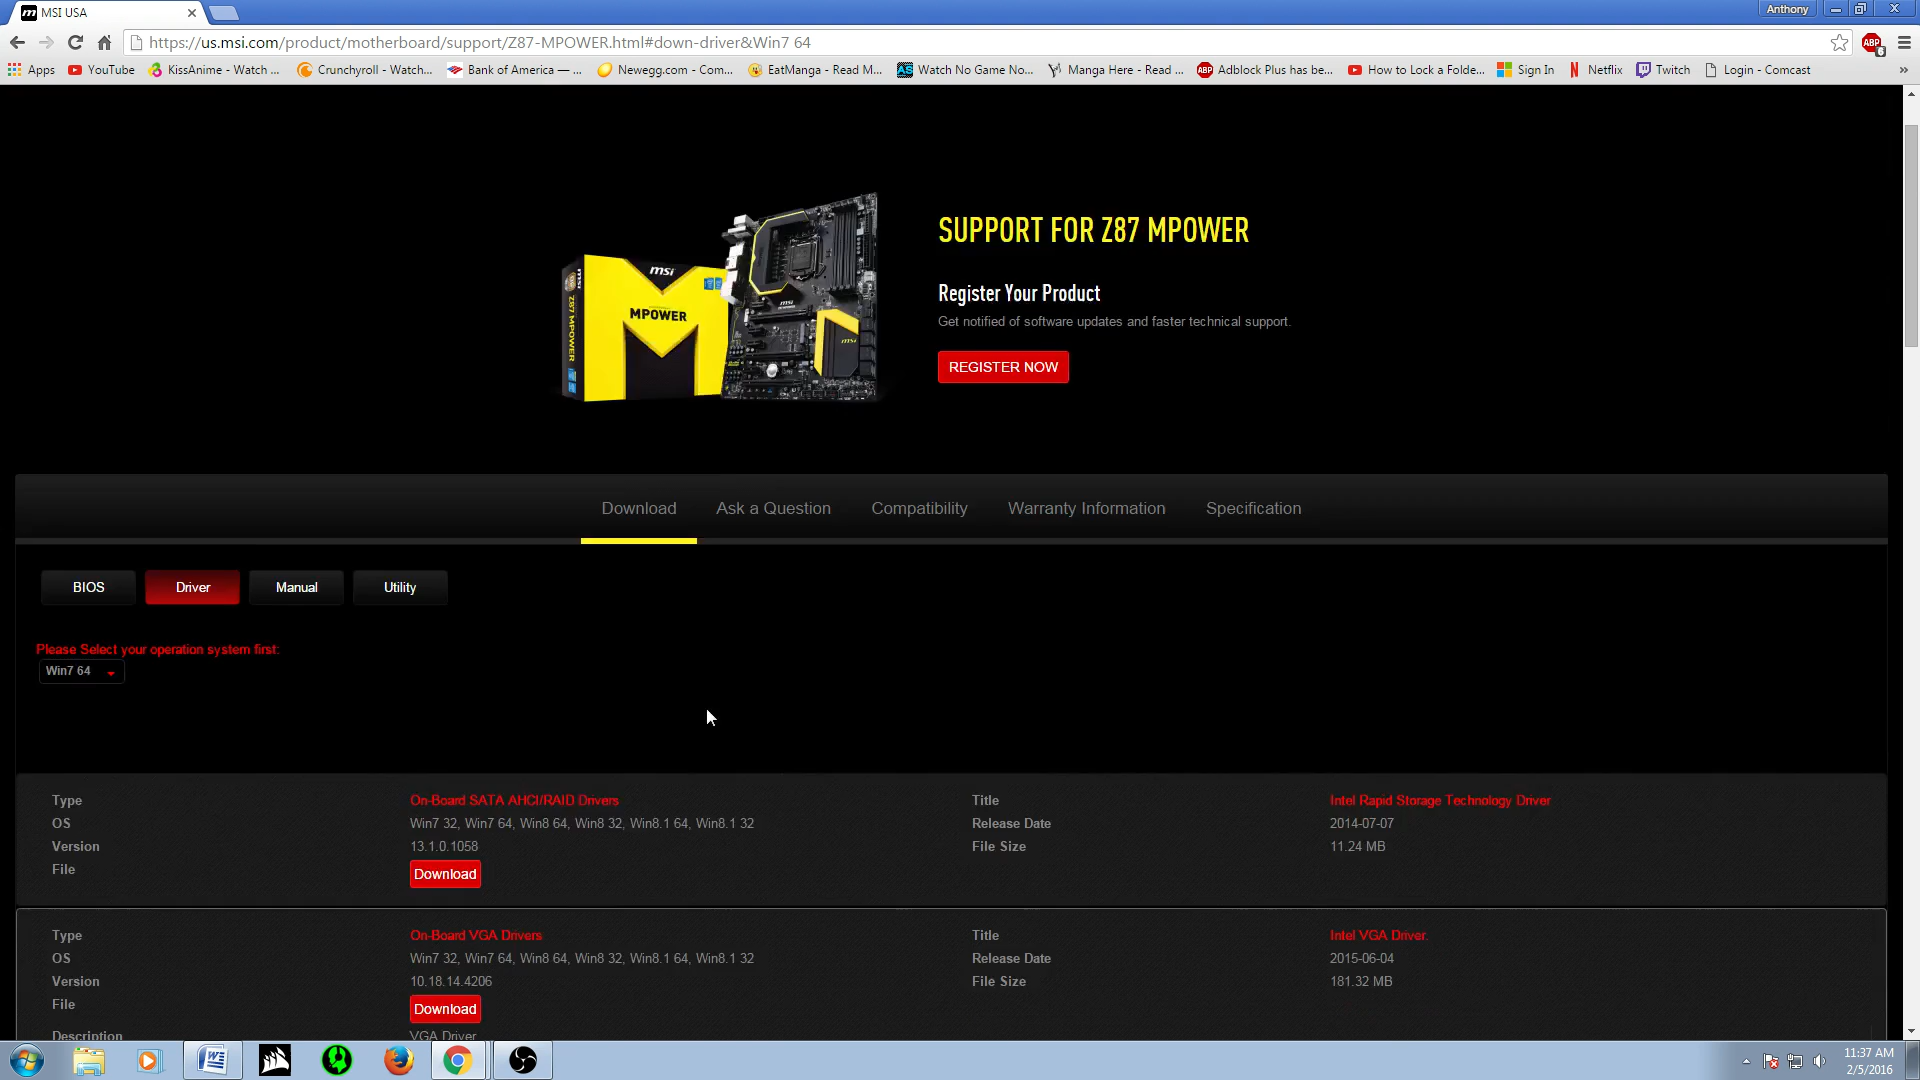 MSI USA
Anthony
https://us.msi.com/product/motherboard/support/Z87-MPOWER.html#down-driver&Win7 64
ABP
6
Apps YouTube KissAnime - Watch ... Crunchyroll - Watch... Bank of America — ... Newegg.com - Com... EatManga - Read M... Watch No Game No... Manga Here - Read ... Adblock Plus has be... How to Lock a Folde... Sign In Netflix Twitch Login - Comcast »
SUPPORT FOR Z87 MPOWER
msi
MPOWER
Z87 MPOWER
Register Your Product
Get notified of software updates and faster technical support.
REGISTER NOW
Download Ask a Question Compatibility Warranty Information Specification
BIOS Driver Manual Utility
Please Select your operation system first:
Win7 64
Type On-Board SATA AHCI/RAID Drivers Title Intel Rapid Storage Technology Driver
OS Win7 32, Win7 64, Win8 64, Win8 32, Win8.1 64, Win8.1 32 Release Date 2014-07-07
Version 13.1.0.1058 File Size 11.24 MB
File Download
Type On-Board VGA Drivers Title Intel VGA Driver.
OS Win7 32, Win7 64, Win8 64, Win8 32, Win8.1 64, Win8.1 32 Release Date 2015-06-04
Version 10.18.14.4206 File Size 181.32 MB
File Download
Description VGA Driver
11:37 AM
2/5/2016